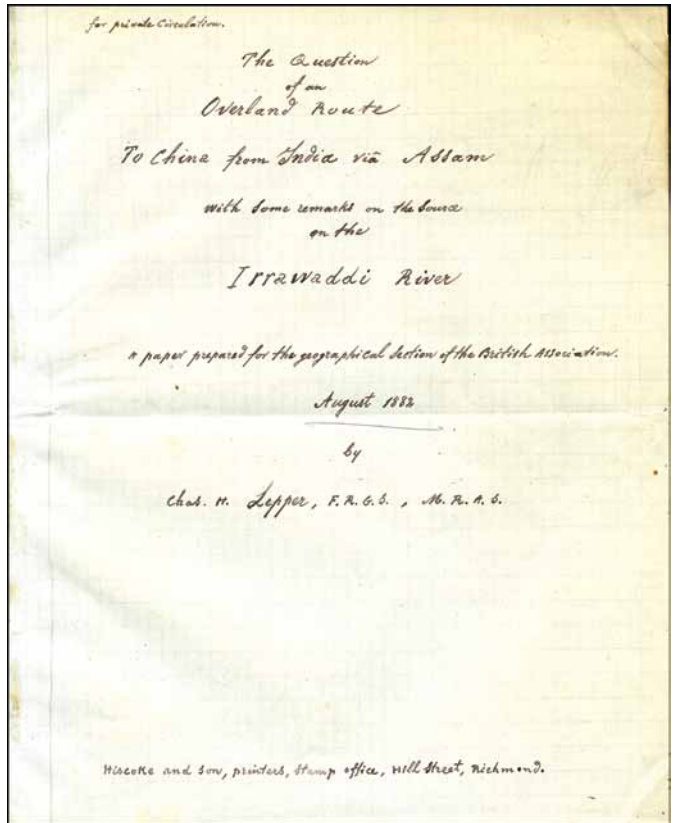 for private Circulation.
The Question
of an
Overland Route
To China from India viâ Assam
with some remarks on the Source
on the
Irrawaddi River
A paper prepared for the geographical Section of the British Association.
August 1882
by
Chas. H. Lepper, F.R.G.S., M.R.A.S.
Hiscoke and Son, printers, Stamp office, Hill Street, Richmond.